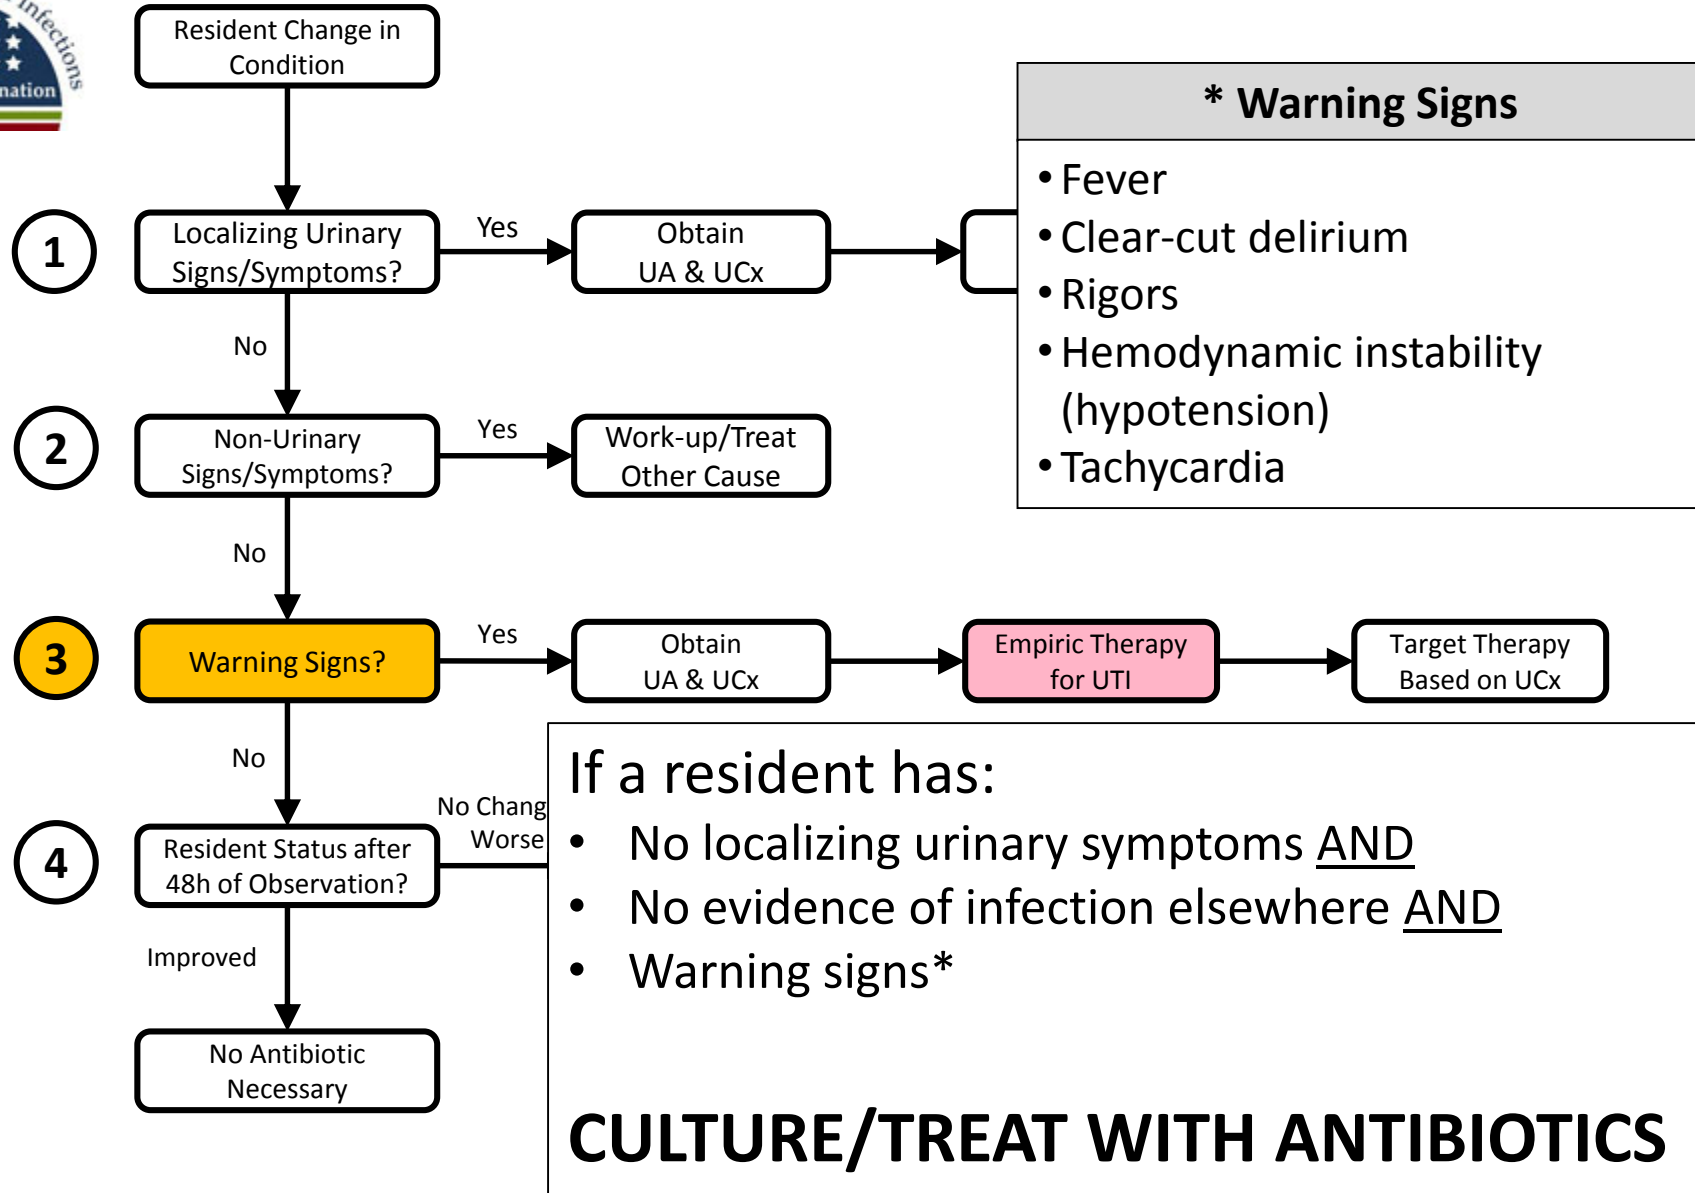 Infections
nation
Resident Change in
Condition
* Warning Signs
• Fever
• Clear-cut delirium
• Rigors
• Hemodynamic instability
(hypotension)
• Tachycardia
1
Localizing Urinary
Signs/Symptoms?
Yes
Obtain
UA & UCx
No
2
Non-Urinary
Signs/Symptoms?
Yes
Work-up/Treat
Other Cause
No
3
Warning Signs?
Yes
Obtain
UA & UCx
Empiric Therapy
for UTI
Target Therapy
Based on UCx
No
4
Resident Status after
48h of Observation?
No Chang
Worse
Improved
No Antibiotic
Necessary
If a resident has:
• No localizing urinary symptoms AND
• No evidence of infection elsewhere AND
• Warning signs*
CULTURE/TREAT WITH ANTIBIOTICS